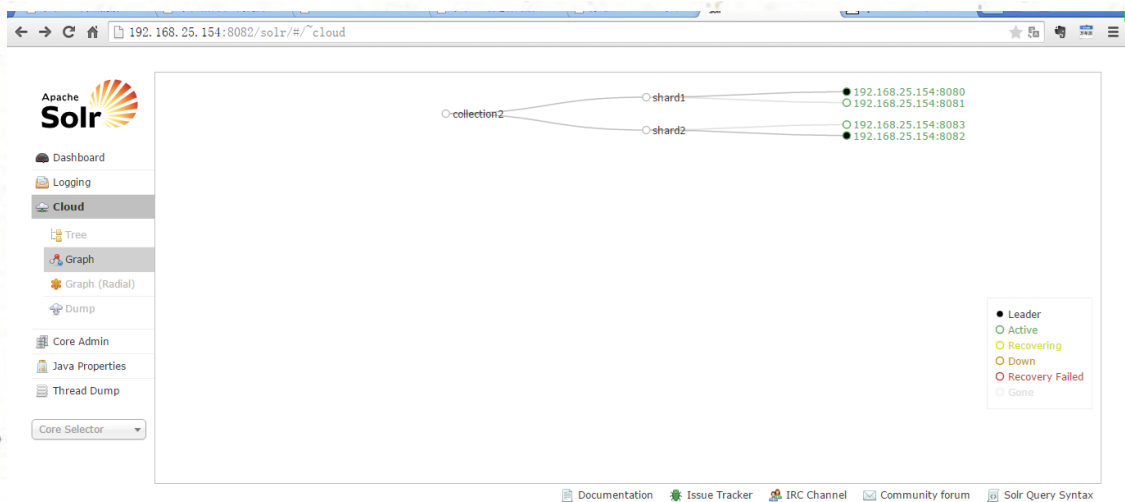 192.168.25.154:8082/solr/#/~cloud
Apache
Solr
Dashboard
Logging
Cloud
Tree
Graph
Graph (Radial)
Dump
Core Admin
Java Properties
Thread Dump
Core Selector
collection2
shard1
shard2
192.168.25.154:8080
192.168.25.154:8081
192.168.25.154:8083
192.168.25.154:8082
Leader
Active
Recovering
Down
Recovery Failed
Gone
Documentation Issue Tracker IRC Channel Community forum Solr Query Syntax